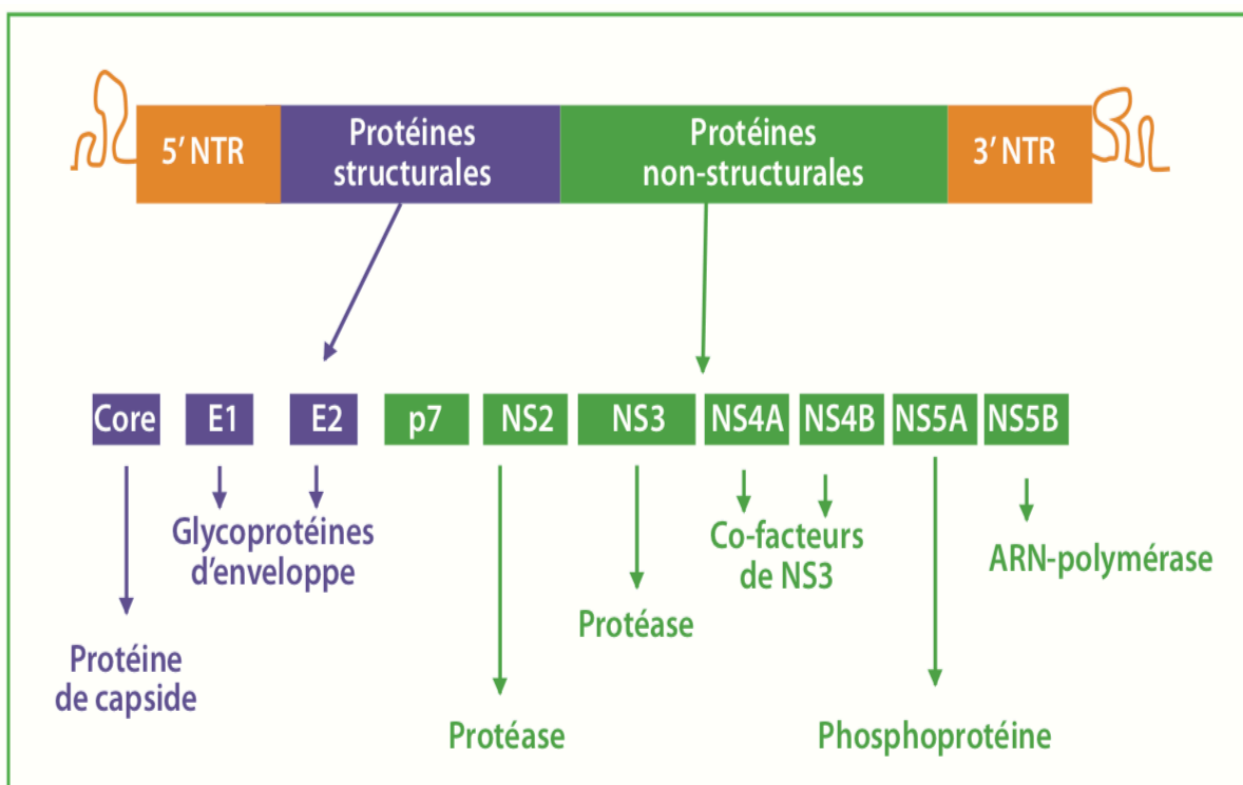 5' NTR
Protéines
structurales
Protéines
non-structurales
3' NTR
Core
E1
E2
p7
NS2
NS3
NS4A
NS4B
NS5A
NS5B
Glycoprotéines
d'enveloppe
Co-facteurs
de NS3
ARN-polymérase
Protéase
Protéine
de capside
Protéase
Phosphoprotéine